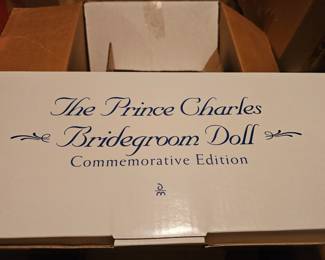 The Prince Charles
Bridegroom Doll
Commemorative Edition